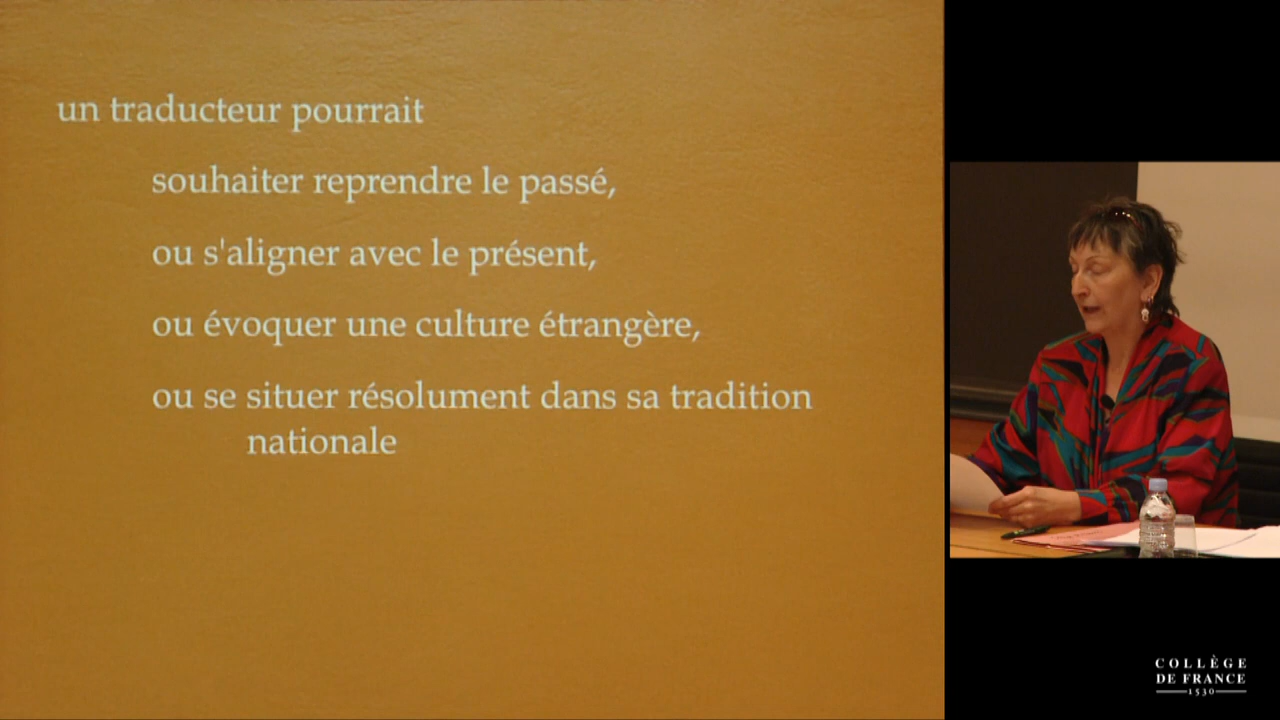 un traducteur pourrait
souhaiter reprendre le passé,
ou s'aligner avec le présent,
ou évoquer une culture étrangère,
ou se situer résolument dans sa tradition
nationale
COLLÈGE
DE FRANCE
1530